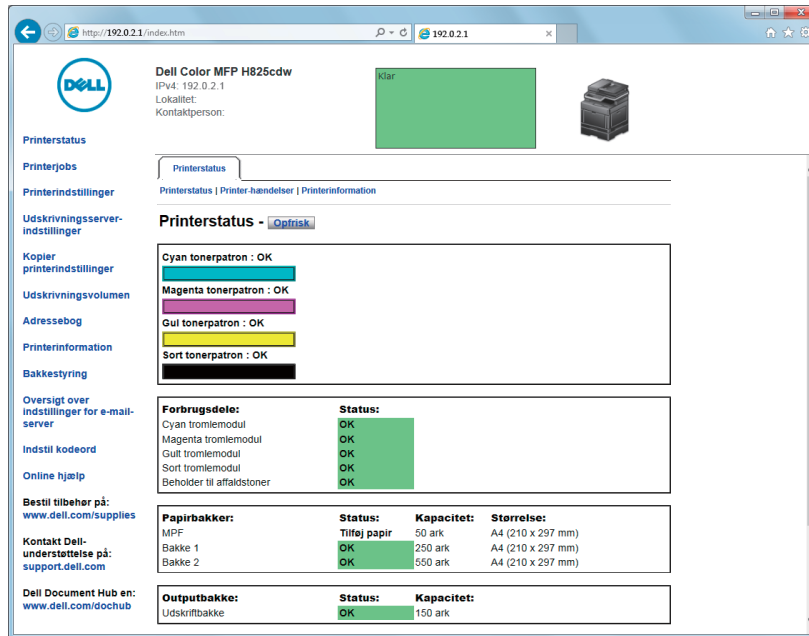 http://192.0.2.1/index.htm
192.0.2.1
DELL
Dell Color MFP H825cdw
IPv4: 192.0.2.1
Lokalitet:
Kontaktperson:
Klar
Printerstatus
Printerjobs
Printerindstillinger
Udskrivningsserver-
indstillinger
Kopier
printerindstillinger
Udskrivningsvolumen
Adressebog
Printerinformation
Bakkestyring
Oversigt over
indstillinger for e-mail-
server
Indstil kodeord
Online hjælp
Bestil tilbehør på:
www.dell.com/supplies
Kontakt Dell-
understøttelse på:
support.dell.com
Dell Document Hub en:
www.dell.com/dochub
Printerstatus
Printerstatus | Printer-hændelser | Printerinformation
Printerstatus - Opfrisk
Cyan tonerpatron : OK
Magenta tonerpatron : OK
Gul tonerpatron : OK
Sort tonerpatron : OK
Forbrugsdele: Status:
Cyan tromlemodul OK
Magenta tromlemodul OK
Gult tromlemodul OK
Sort tromlemodul OK
Beholder til affaldstoner OK
Papirbakker: Status: Kapacitet: Størrelse:
MPF Tilføj papir 50 ark A4 (210 x 297 mm)
Bakke 1 OK 250 ark A4 (210 x 297 mm)
Bakke 2 OK 550 ark A4 (210 x 297 mm)
Outputbakke: Status: Kapacitet:
Udskriftbakke OK 150 ark